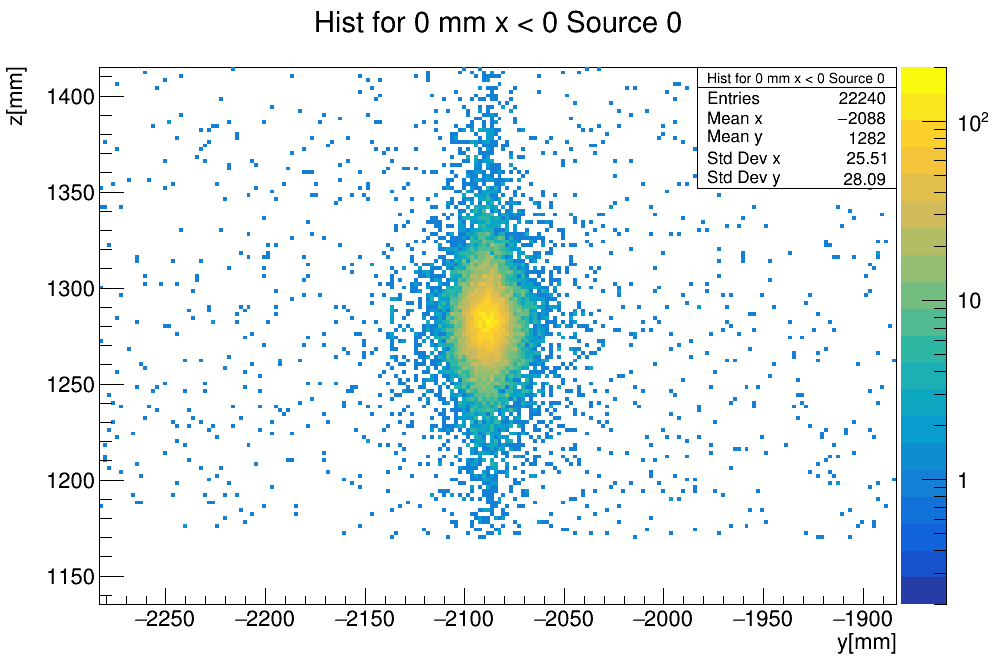 Hist for 0 mm x < 0 Source 0
z[mm]
Hist for 0 mm x < 0 Source 0
Entries 22240
Mean x −2088
Mean y 1282
Std Dev x 25.51
Std Dev y 28.09
1400
1350
1300
1250
1200
1150
10²
10
1
−2250 −2200 −2150 −2100 −2050 −2000 −1950 −1900
y[mm]